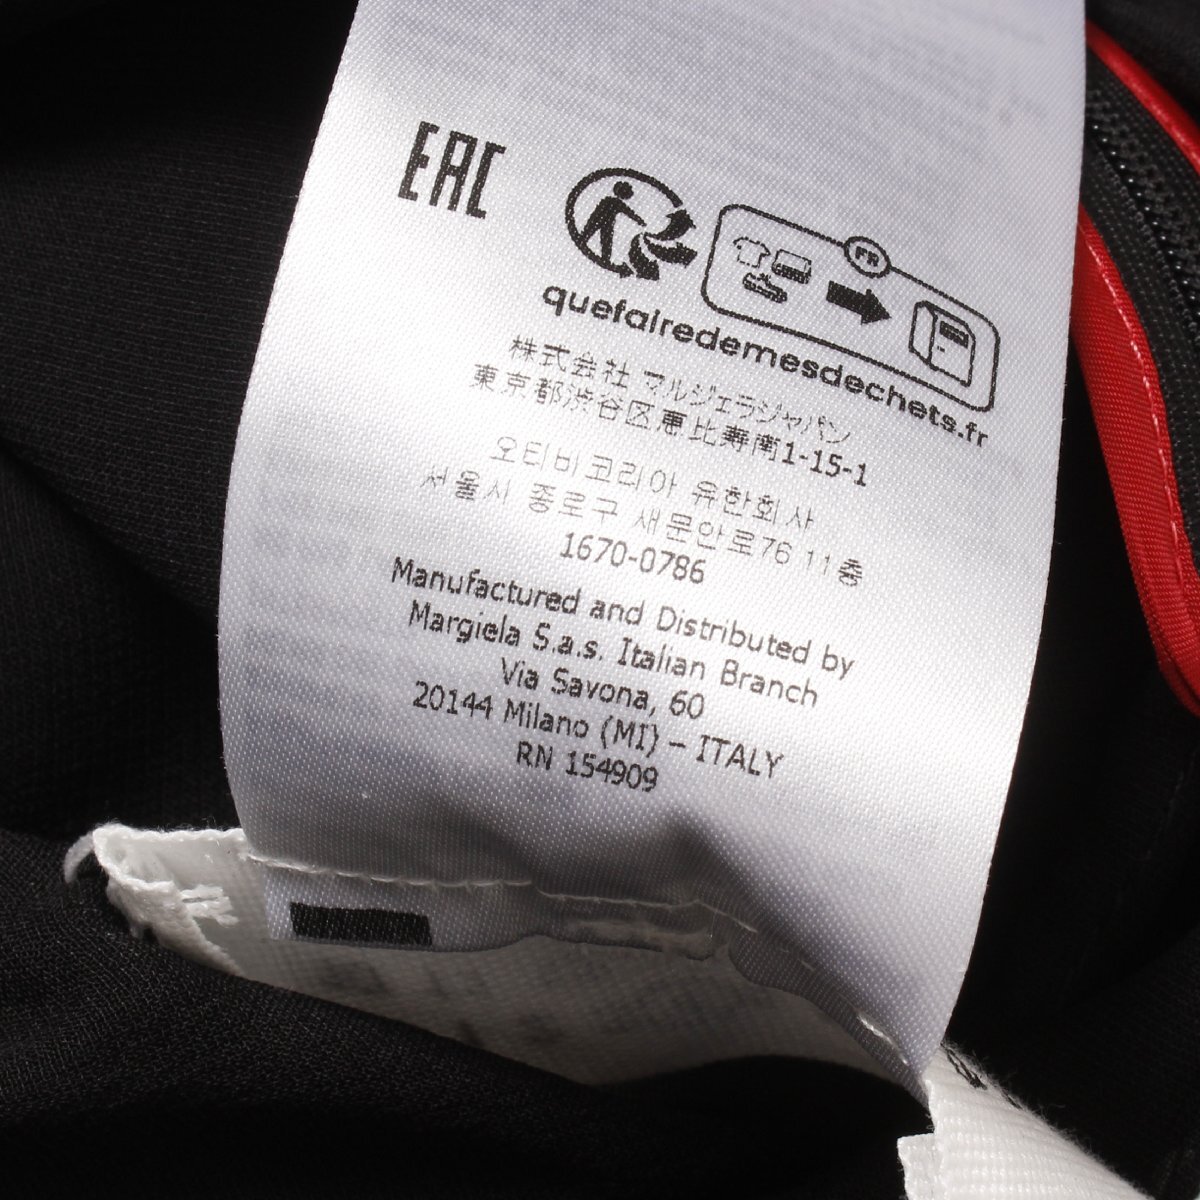 EAC
FR
quefairedemesdechets.fr
株式会社 マルジェラジャパン
東京都渋谷区恵比寿南1-15-1
오티비코리아 유한회사
서울시 종로구 새문안로76 11층
1670-0786
Manufactured and Distributed by
Margiela S.a.s. Italian Branch
Via Savona, 60
20144 Milano (MI) – ITALY
RN 154909